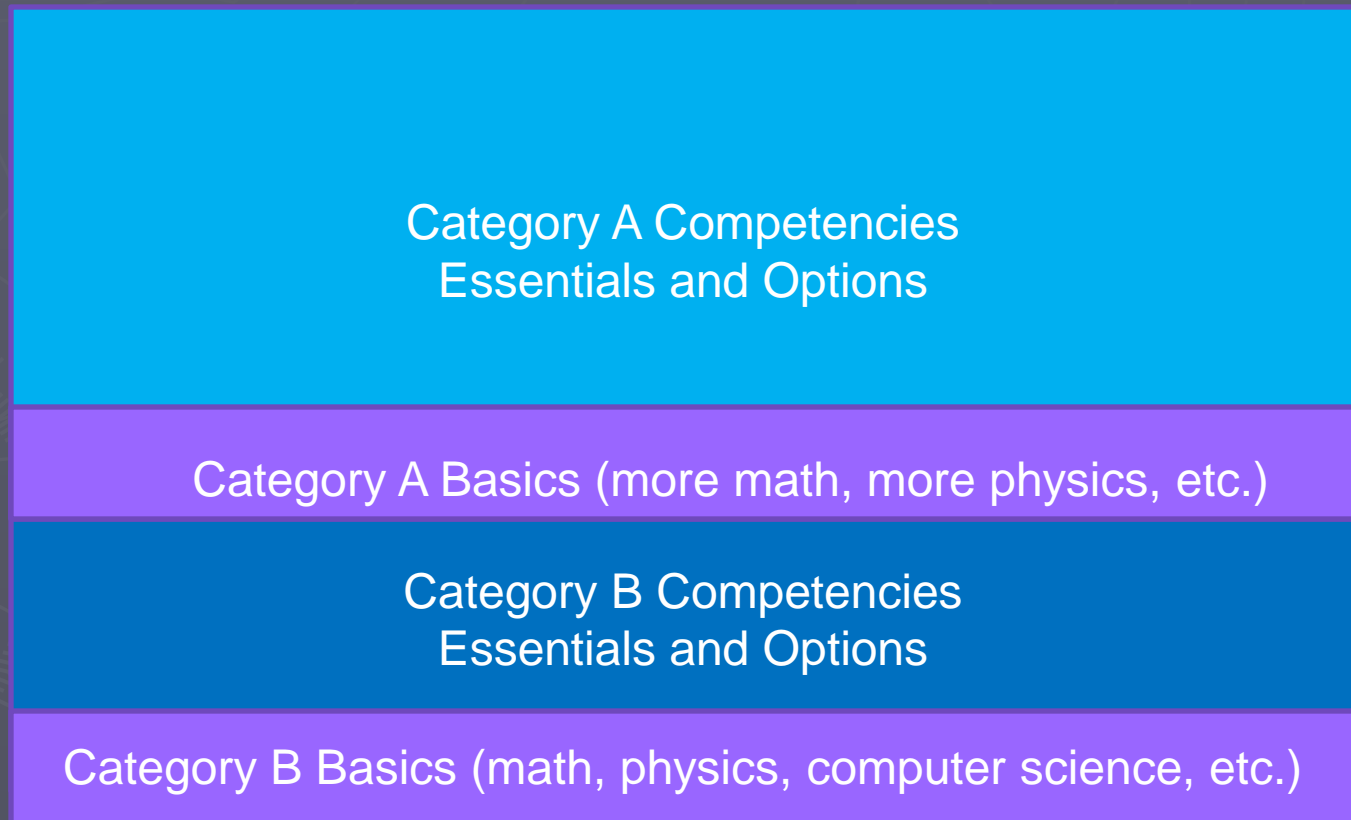 Category A Competencies
Essentials and Options
Category A Basics (more math, more physics, etc.)
Category B Competencies
Essentials and Options
Category B Basics (math, physics, computer science, etc.)